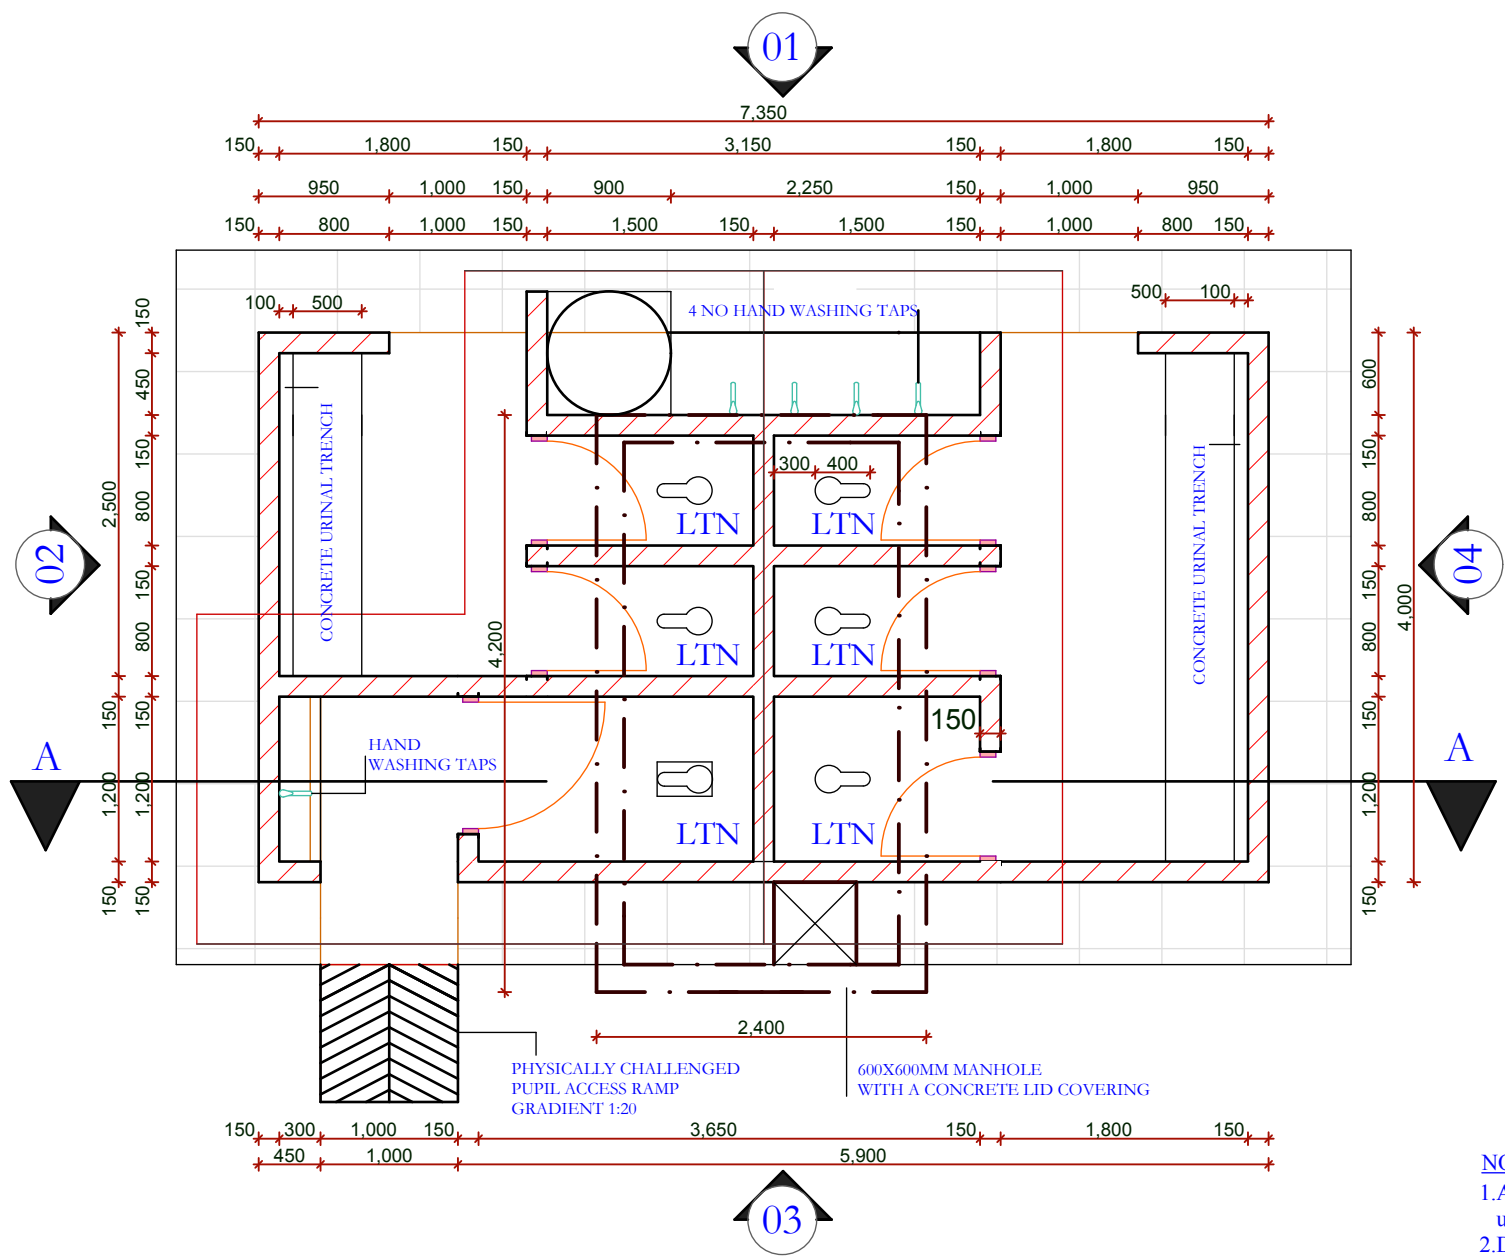 01
7,350
150 1,800 150 3,150 150 1,800 150
950 1,000 150 900 2,250 150 1,000 950
150 800 1,000 150 1,500 150 1,500 150 1,000 800 150
100 500
4 NO HAND WASHING TAPS
500 100
150
450
150
800
150
800
150
1,200
150
2,500
150
1,200
150
600
150
800
150
800
150
1,200
150
4,000
CONCRETE URINAL TRENCH
CONCRETE URINAL TRENCH
300 400
LTN LTN
02
04
4,200
LTN LTN
150
HAND
WASHING TAPS
A
A
LTN LTN
2,400
PHYSICALLY CHALLENGED
PUPIL ACCESS RAMP
GRADIENT 1:20
600X600MM MANHOLE
WITH A CONCRETE LID COVERING
150 300 1,000 150 3,650 150 1,800 150
450 1,000 5,900
03